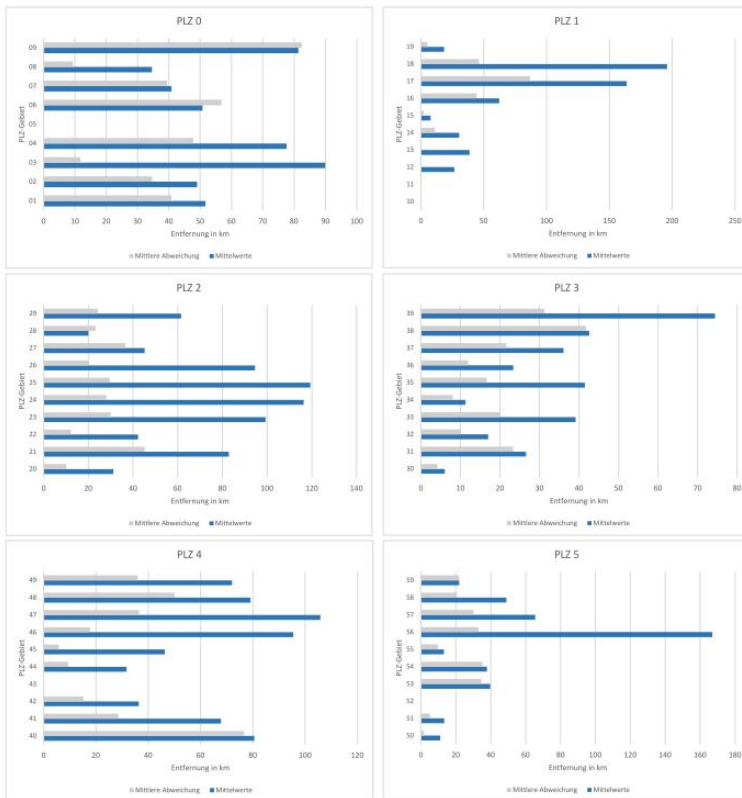 PLZ 0
PLZ-Gebiet
09
08
07
06
05
04
03
02
01
0 10 20 30 40 50 60 70 80 90 100
Entfernung in km
Mittlere Abweichung Mittelwerte
PLZ 1
PLZ-Gebiet
19
18
17
16
15
14
13
12
11
10
0 50 100 150 200 250
Entfernung in km
Mittlere Abweichung Mittelwerte
PLZ 2
PLZ-Gebiet
29
28
27
26
25
24
23
22
21
20
0 20 40 60 80 100 120 140
Entfernung in km
Mittlere Abweichung Mittelwerte
PLZ 3
PLZ-Gebiet
39
38
37
36
35
34
33
32
31
30
0 10 20 30 40 50 60 70 80
Entfernung in km
Mittlere Abweichung Mittelwerte
PLZ 4
PLZ-Gebiet
49
48
47
46
45
44
43
42
41
40
0 20 40 60 80 100 120
Entfernung in km
Mittlere Abweichung Mittelwerte
PLZ 5
PLZ-Gebiet
59
58
57
56
55
54
53
52
51
50
0 20 40 60 80 100 120 140 160 180
Entfernung in km
Mittlere Abweichung Mittelwerte